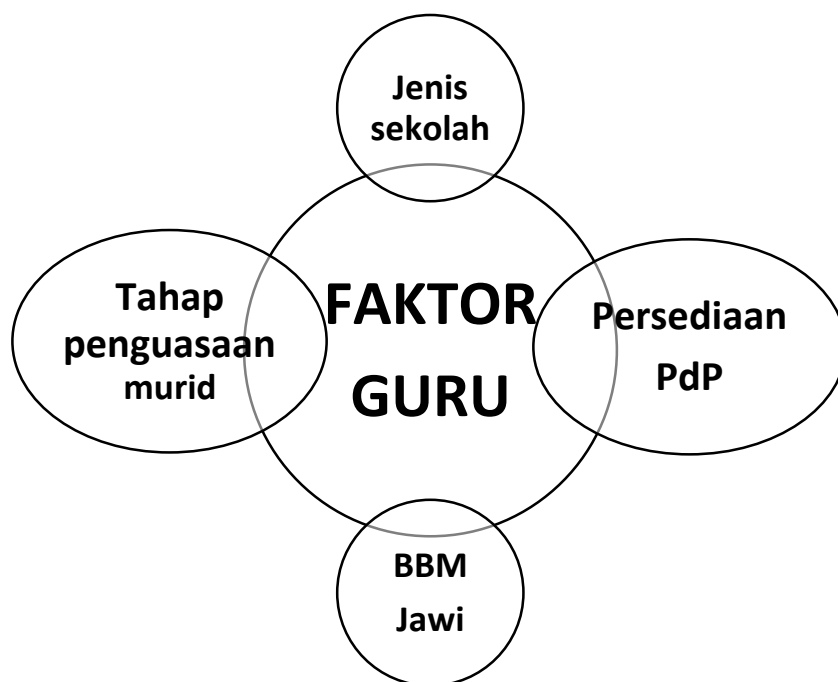 Jenis
sekolah
Tahap
penguasaan
murid
FAKTOR
GURU
Persediaan
PdP
BBM
Jawi